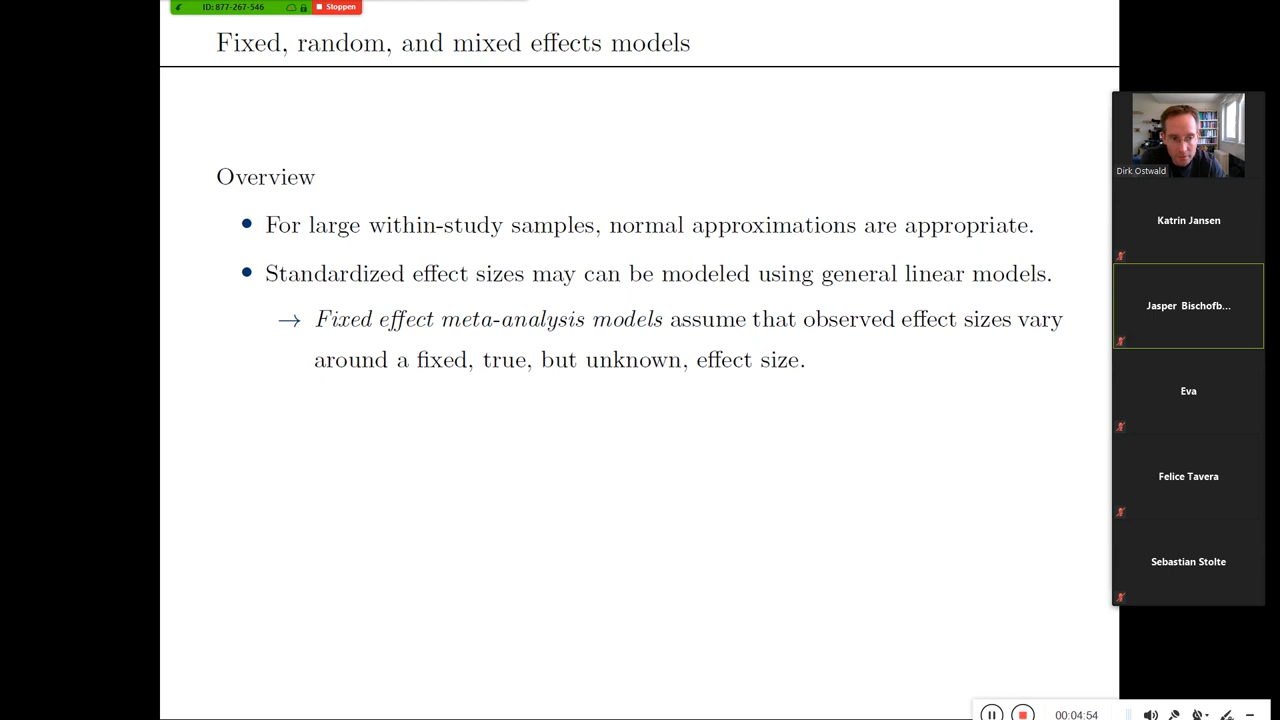 ID: 877-267-546
Stoppen
Fixed, random, and mixed effects models
Overview
For large within-study samples, normal approximations are appropriate.
Standardized effect sizes may can be modeled using general linear models.
→ Fixed effect meta-analysis models assume that observed effect sizes vary
around a fixed, true, but unknown, effect size.
Dirk Ostwald
Katrin Jansen
Jasper Bischofb...
Eva
Felice Tavera
Sebastian Stolte
00:04:54